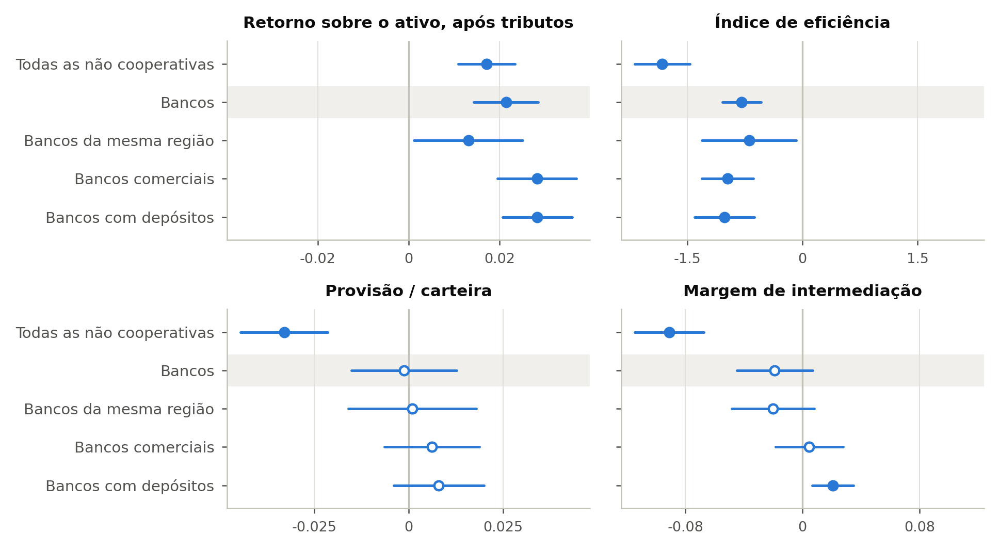 Retorno sobre o ativo, após tributos
Índice de eficiência
Todas as não cooperativas
Bancos
Bancos da mesma região
Bancos comerciais
Bancos com depósitos
-0.02 0 0.02
-1.5 0 1.5
Provisão / carteira
Margem de intermediação
Todas as não cooperativas
Bancos
Bancos da mesma região
Bancos comerciais
Bancos com depósitos
-0.025 0 0.025
-0.08 0 0.08